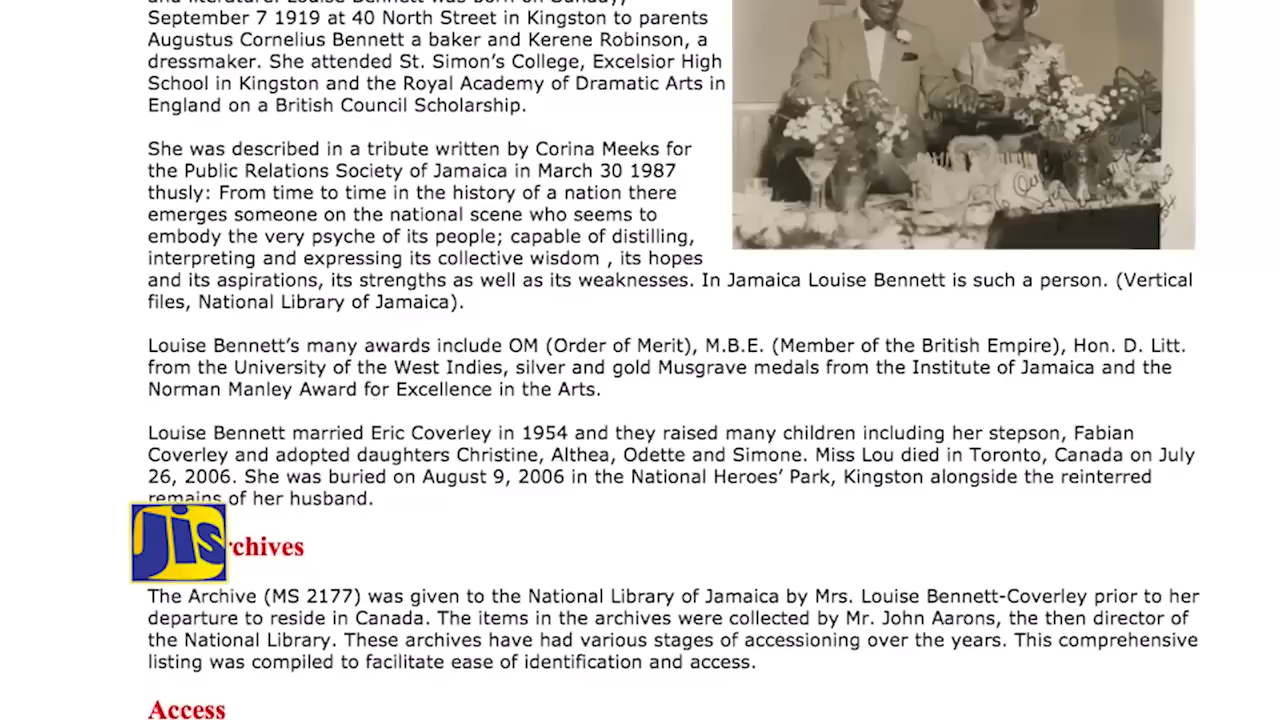 September 7 1919 at 40 North Street in Kingston to parents
Augustus Cornelius Bennett a baker and Kerene Robinson, a
dressmaker. She attended St. Simon's College, Excelsior High
School in Kingston and the Royal Academy of Dramatic Arts in
England on a British Council Scholarship.
She was described in a tribute written by Corina Meeks for
the Public Relations Society of Jamaica in March 30 1987
thusly: From time to time in the history of a nation there
emerges someone on the national scene who seems to
embody the very psyche of its people; capable of distilling,
interpreting and expressing its collective wisdom , its hopes
and its aspirations, its strengths as well as its weaknesses. In Jamaica Louise Bennett is such a person. (Vertical
files, National Library of Jamaica).
Louise Bennett's many awards include OM (Order of Merit), M.B.E. (Member of the British Empire), Hon. D. Litt.
from the University of the West Indies, silver and gold Musgrave medals from the Institute of Jamaica and the
Norman Manley Award for Excellence in the Arts.
Louise Bennett married Eric Coverley in 1954 and they raised many children including her stepson, Fabian
Coverley and adopted daughters Christine, Althea, Odette and Simone. Miss Lou died in Toronto, Canada on July
26, 2006. She was buried on August 9, 2006 in the National Heroes' Park, Kingston alongside the reinterred
remains of her husband.
JIS
rchives
The Archive (MS 2177) was given to the National Library of Jamaica by Mrs. Louise Bennett-Coverley prior to her
departure to reside in Canada. The items in the archives were collected by Mr. John Aarons, the then director of
the National Library. These archives have had various stages of accessioning over the years. This comprehensive
listing was compiled to facilitate ease of identification and access.
Access